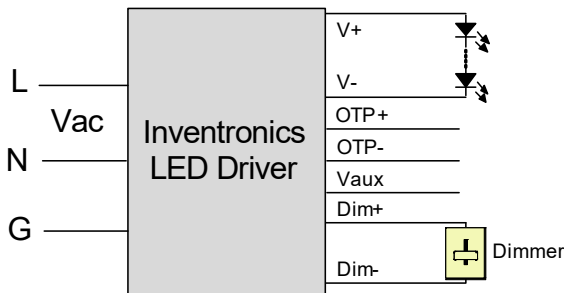 L
Vac
N
G
Inventronics
LED Driver
V+
V-
OTP+
OTP-
Vaux
Dim+
Dim-
Dimmer